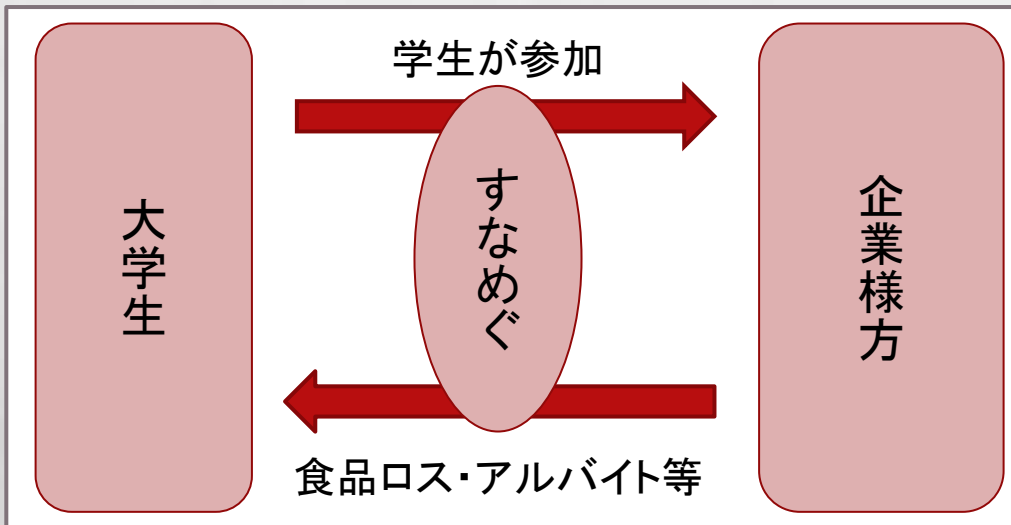 学生が参加
大学生
すなめぐ
企業様方
食品ロス・アルバイト等